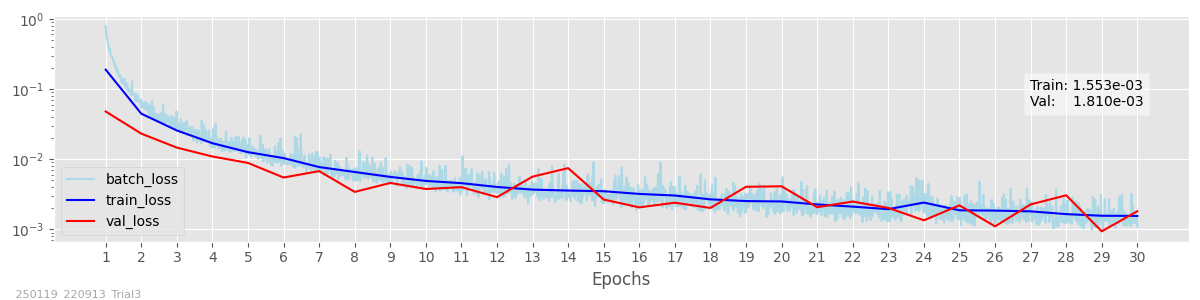 10⁰
10⁻¹
10⁻²
10⁻³
Train: 1.553e-03
Val: 1.810e-03
batch_loss
train_loss
val_loss
1 2 3 4 5 6 7 8 9 10 11 12 13 14 15 16 17 18 19 20 21 22 23 24 25 26 27 28 29 30
Epochs
250119_220913_Trial3